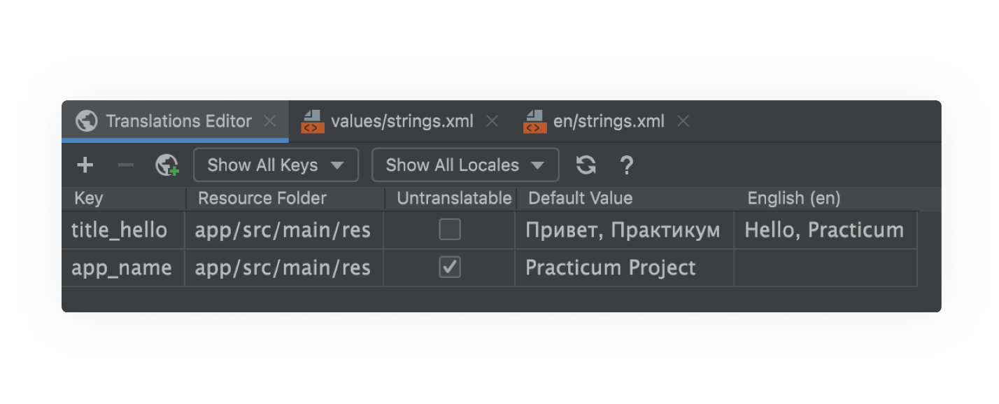 Translations Editor values/strings.xml en/strings.xml
Show All Keys Show All Locales ?
Key Resource Folder Untranslatable Default Value English (en)
title_hello app/src/main/res Привет, Практикум Hello, Practicum
app_name app/src/main/res Practicum Project